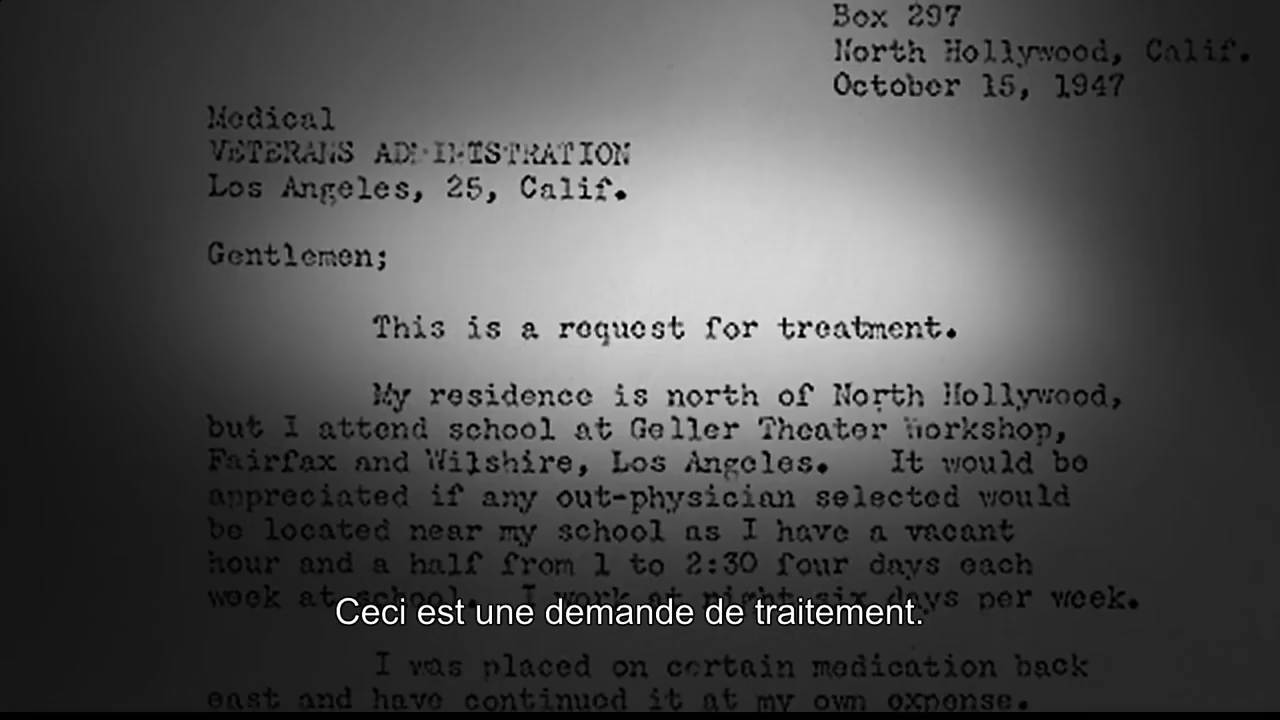 Box 297
North Hollywood, Calif.
October 15, 1947
Medical
VETERANS ADMINISTRATION
Los Angeles, 25, Calif.
Gentlemen;
This is a request for treatment.
My residence is north of North Hollywood,
but I attend school at Geller Theater Workshop,
Fairfax and Wilshire, Los Angeles. It would be
appreciated if any out-physician selected would
be located near my school as I have a vacant
hour and a half from 1 to 2:30 four days each
week at school. I work at night six days per week.
Ceci est une demande de traitement.
I was placed on certain medication back
east and have continued it at my own expense.